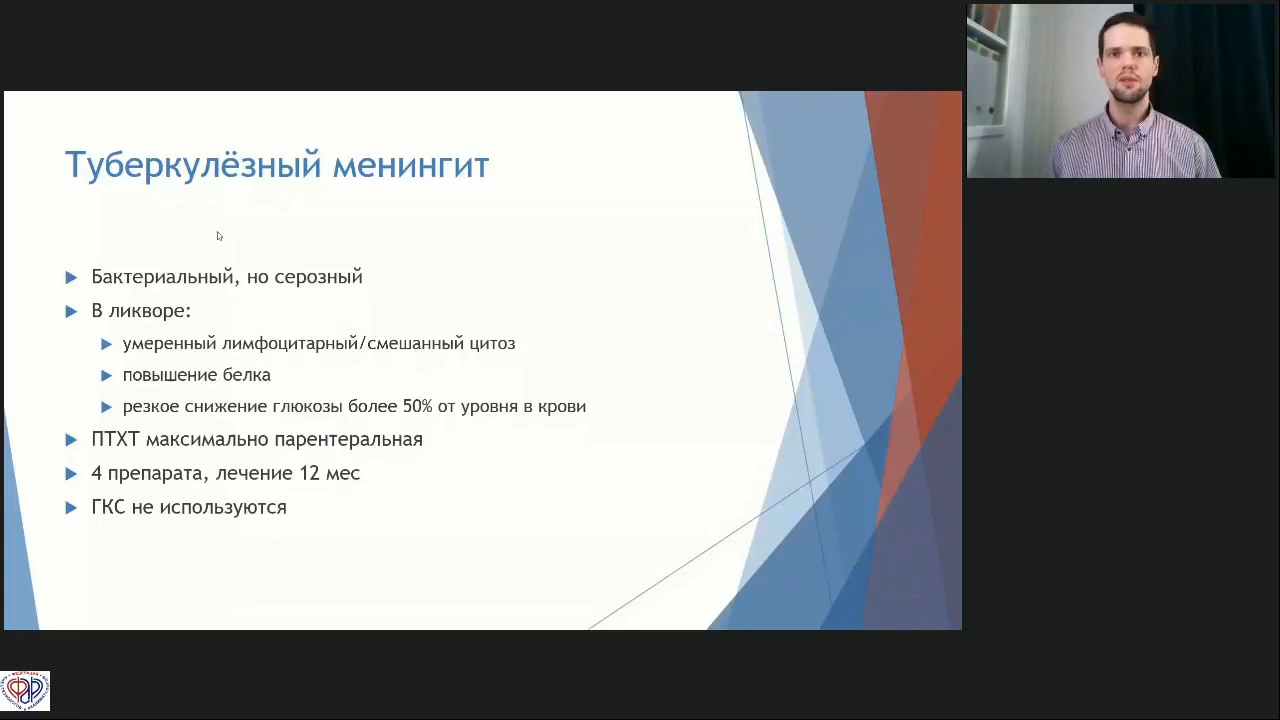 Туберкулёзный менингит
Бактериальный, но серозный
В ликворе:
умеренный лимфоцитарный/смешанный цитоз
повышение белка
резкое снижение глюкозы более 50% от уровня в крови
ПТХТ максимально парентеральная
4 препарата, лечение 12 мес
ГКС не используются